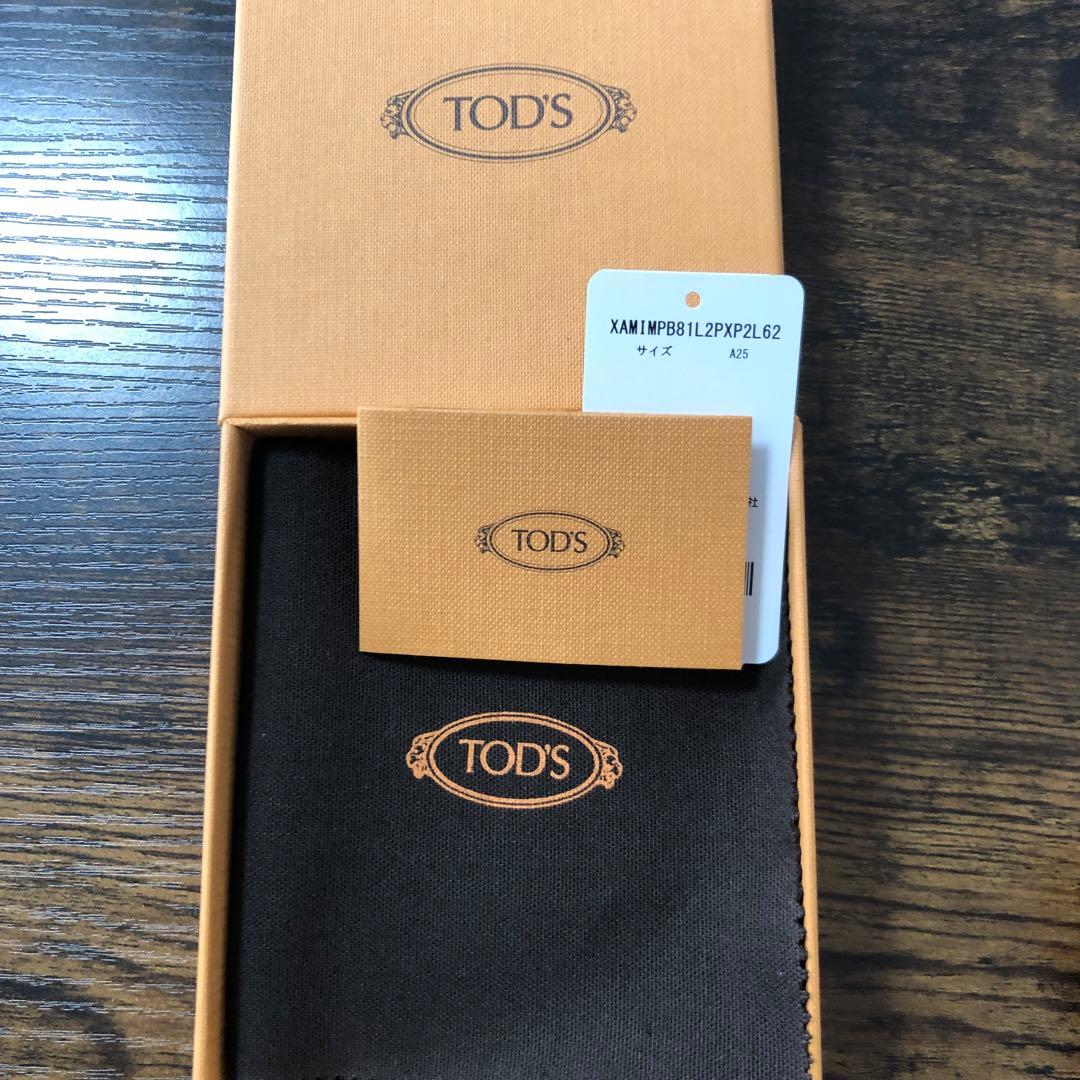 TOD'S
XAMIMPB81L2PXP2L62
サイズ A25
社
TOD'S
TOD'S